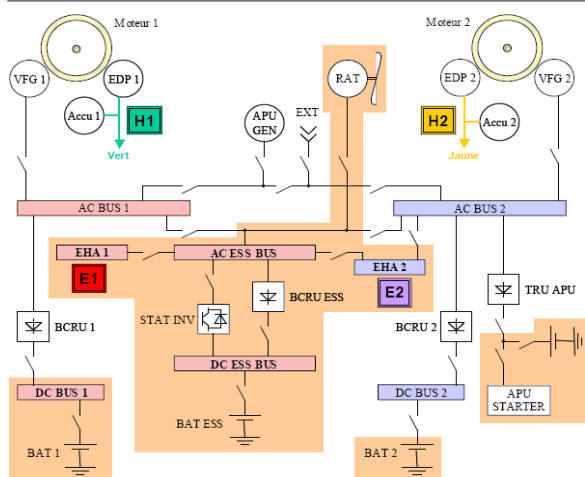 Moteur 1
Moteur 2
VFG 1
EDP 1
RAT
EDP 2
VFG 2
Accu 1
H1
APU GEN
EXT
H2
Accu 2
Vert
Jaune
AC BUS 1
AC BUS 2
EHA 1
AC ESS BUS
EHA 2
E1
E2
BCRU ESS
TRU APU
STAT INV
BCRU 1
BCRU 2
DC ESS BUS
DC BUS 1
DC BUS 2
APU STARTER
BAT ESS
BAT 1
BAT 2